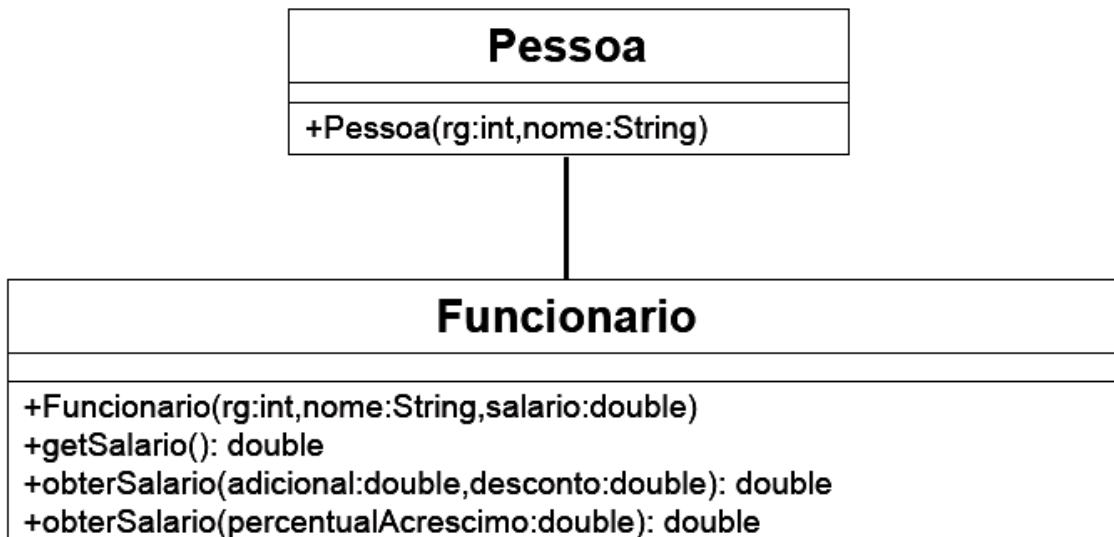 Pessoa
+Pessoa(rg:int,nome:String)
Funcionario
+Funcionario(rg:int,nome:String,salario:double)
+getSalario(): double
+obterSalario(adicional:double,desconto:double): double
+obterSalario(percentualAcrescimo:double): double